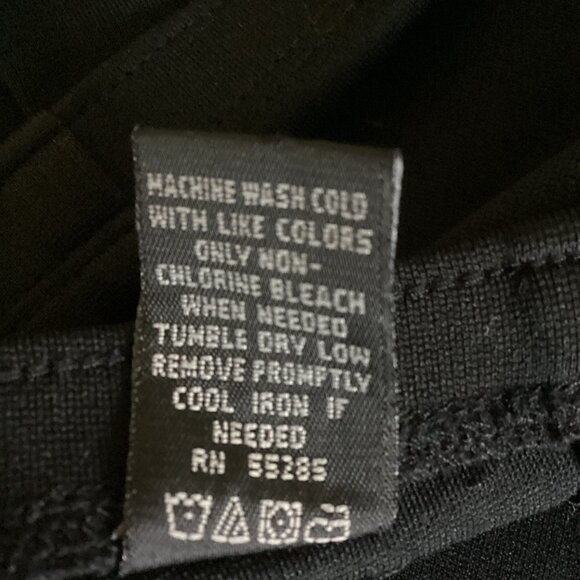 MACHINE WASH COLD
WITH LIKE COLORS
ONLY NON-
CHLORINE BLEACH
WHEN NEEDED
TUMBLE DRY LOW
REMOVE PROMPTLY
COOL IRON IF
NEEDED
RN 55285